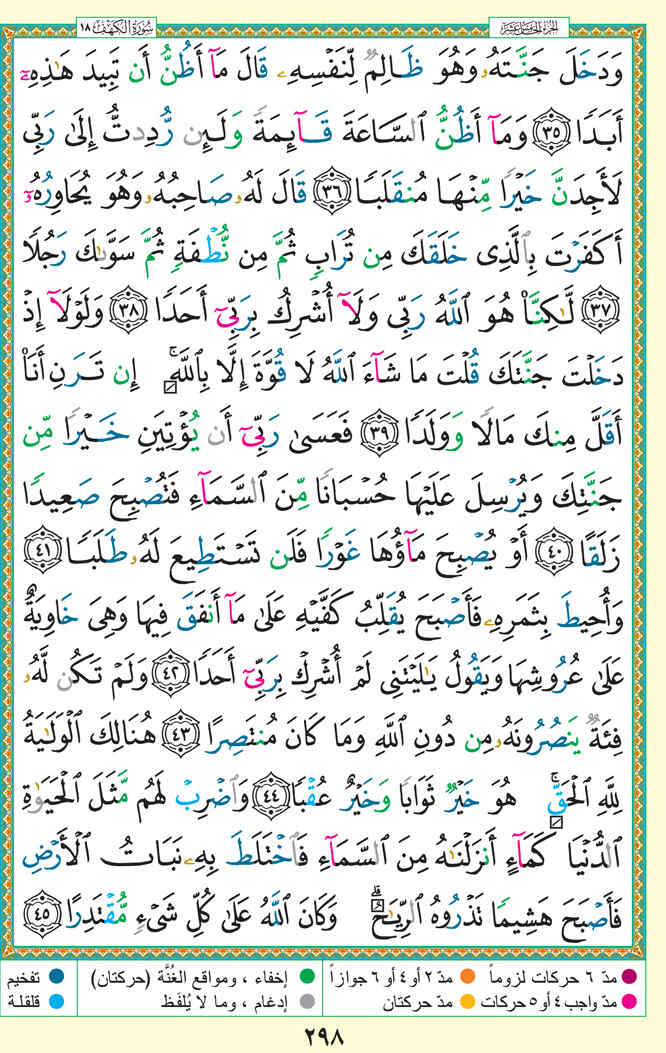 الجزء الخامس عشر
سورة الكهف ١٨
وَدَخَلَ جَنَّتَهُۥ وَهُوَ ظَالِمٌ لِّنَفْسِهِۦ قَالَ مَآ أَظُنُّ أَن تَبِيدَ هَٰذِهِۦٓ
أَبَدًا ٣٥ وَمَآ أَظُنُّ ٱلسَّاعَةَ قَآئِمَةً وَلَئِن رُّدِدتُّ إِلَىٰ رَبِّى
لَأَجِدَنَّ خَيْرًا مِّنْهَا مُنقَلَبًا ٣٦ قَالَ لَهُۥ صَاحِبُهُۥ وَهُوَ يُحَاوِرُهُۥٓ
أَكَفَرْتَ بِٱلَّذِى خَلَقَكَ مِن تُرَابٍ ثُمَّ مِن نُّطْفَةٍ ثُمَّ سَوَّىٰكَ رَجُلًا
٣٧ لَّٰكِنَّا۠ هُوَ ٱللَّهُ رَبِّى وَلَآ أُشْرِكُ بِرَبِّىٓ أَحَدًا ٣٨ وَلَوْلَآ إِذْ
دَخَلْتَ جَنَّتَكَ قُلْتَ مَا شَآءَ ٱللَّهُ لَا قُوَّةَ إِلَّا بِٱللَّهِ ۚ إِن تَرَنِ أَنَا۠
أَقَلَّ مِنكَ مَالًا وَوَلَدًا ٣٩ فَعَسَىٰ رَبِّىٓ أَن يُؤْتِيَنِ خَيْرًا مِّن
جَنَّتِكَ وَيُرْسِلَ عَلَيْهَا حُسْبَانًا مِّنَ ٱلسَّمَآءِ فَتُصْبِحَ صَعِيدًا
زَلَقًا ٤٠ أَوْ يُصْبِحَ مَآؤُهَا غَوْرًا فَلَن تَسْتَطِيعَ لَهُۥ طَلَبًا ٤١
وَأُحِيطَ بِثَمَرِهِۦ فَأَصْبَحَ يُقَلِّبُ كَفَّيْهِ عَلَىٰ مَآ أَنفَقَ فِيهَا وَهِىَ خَاوِيَةٌ
عَلَىٰ عُرُوشِهَا وَيَقُولُ يَٰلَيْتَنِى لَمْ أُشْرِكْ بِرَبِّىٓ أَحَدًا ٤٢ وَلَمْ تَكُن لَّهُۥ
فِئَةٌ يَنصُرُونَهُۥ مِن دُونِ ٱللَّهِ وَمَا كَانَ مُنتَصِرًا ٤٣ هُنَالِكَ ٱلْوَلَٰيَةُ
لِلَّهِ ٱلْحَقِّ ۚ هُوَ خَيْرٌ ثَوَابًا وَخَيْرٌ عُقْبًا ٤٤ وَٱضْرِبْ لَهُم مَّثَلَ ٱلْحَيَوٰةِ
ٱلدُّنْيَا كَمَآءٍ أَنزَلْنَٰهُ مِنَ ٱلسَّمَآءِ فَٱخْتَلَطَ بِهِۦ نَبَاتُ ٱلْأَرْضِ
فَأَصْبَحَ هَشِيمًا تَذْرُوهُ ٱلرِّيَٰحُ ۗ وَكَانَ ٱللَّهُ عَلَىٰ كُلِّ شَىْءٍ مُّقْتَدِرًا ٤٥
مدّ ٦ حركات لزوماً مدّ ٢ أو ٤ أو ٦ جوازاً إخفاء ، ومواقع الغُنَّة (حركتان) تفخيم
مدّ واجب ٤ أو ٥ حركات مدّ حركتان إدغام ، وما لا يُلفَظ قلقلة
٢٩٨